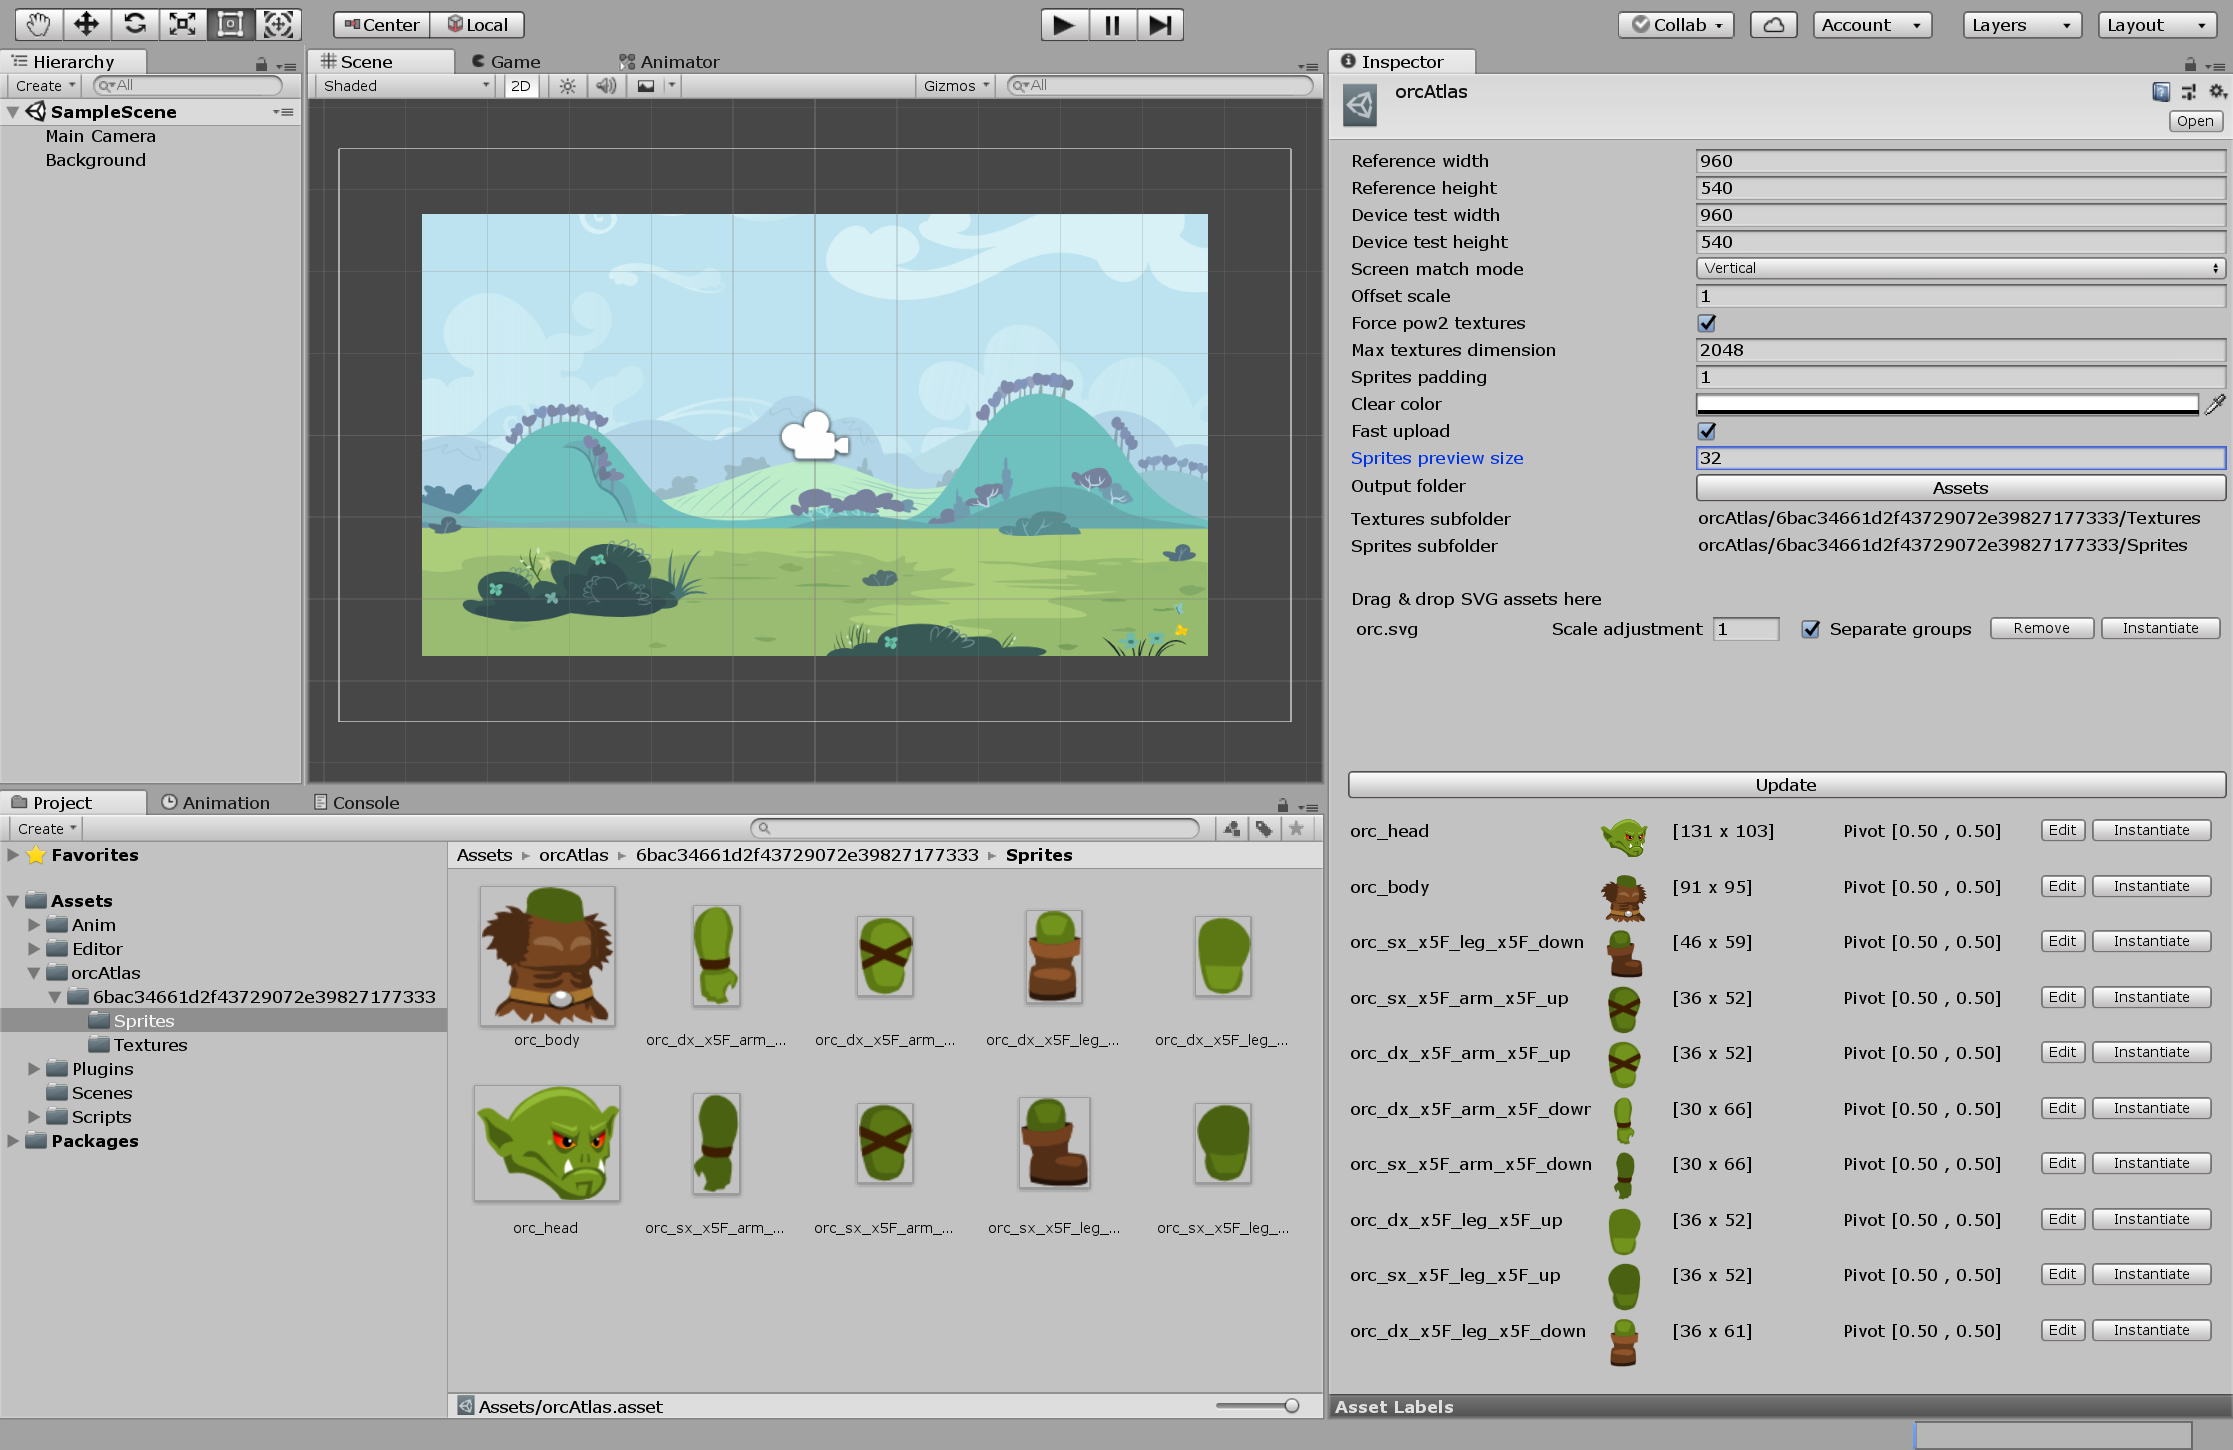 Center Local Collab Account Layers Layout
Hierarchy
Create All
SampleScene
Main Camera
Background
Scene Game Animator
Shaded 2D Gizmos All
Inspector
orcAtlas
Open
Reference width 960
Reference height 540
Device test width 960
Device test height 540
Screen match mode Vertical
Offset scale 1
Force pow2 textures
Max textures dimension 2048
Sprites padding 1
Clear color
Fast upload
Sprites preview size 32
Output folder Assets
Textures subfolder orcAtlas/6bac34661d2f43729072e39827177333/Textures
Sprites subfolder orcAtlas/6bac34661d2f43729072e39827177333/Sprites
Drag & drop SVG assets here
orc.svg Scale adjustment 1 Separate groups Remove Instantiate
Update
orc_head [131 x 103] Pivot [0.50 , 0.50] Edit Instantiate
orc_body [91 x 95] Pivot [0.50 , 0.50] Edit Instantiate
orc_sx_x5F_leg_x5F_down [46 x 59] Pivot [0.50 , 0.50] Edit Instantiate
orc_sx_x5F_arm_x5F_up [36 x 52] Pivot [0.50 , 0.50] Edit Instantiate
orc_dx_x5F_arm_x5F_up [36 x 52] Pivot [0.50 , 0.50] Edit Instantiate
orc_dx_x5F_arm_x5F_down [30 x 66] Pivot [0.50 , 0.50] Edit Instantiate
orc_sx_x5F_arm_x5F_down [30 x 66] Pivot [0.50 , 0.50] Edit Instantiate
orc_dx_x5F_leg_x5F_up [36 x 52] Pivot [0.50 , 0.50] Edit Instantiate
orc_sx_x5F_leg_x5F_up [36 x 52] Pivot [0.50 , 0.50] Edit Instantiate
orc_dx_x5F_leg_x5F_down [36 x 61] Pivot [0.50 , 0.50] Edit Instantiate
Asset Labels
Project Animation Console
Create
Favorites
Assets
Anim
Editor
orcAtlas
6bac34661d2f43729072e39827177333
Sprites
Textures
Plugins
Scenes
Scripts
Packages
Assets orcAtlas 6bac34661d2f43729072e39827177333 Sprites
orc_body orc_dx_x5F_arm_... orc_dx_x5F_arm_... orc_dx_x5F_leg_... orc_dx_x5F_leg_...
orc_head orc_sx_x5F_arm_... orc_sx_x5F_arm_... orc_sx_x5F_leg_... orc_sx_x5F_leg_...
Assets/orcAtlas.asset